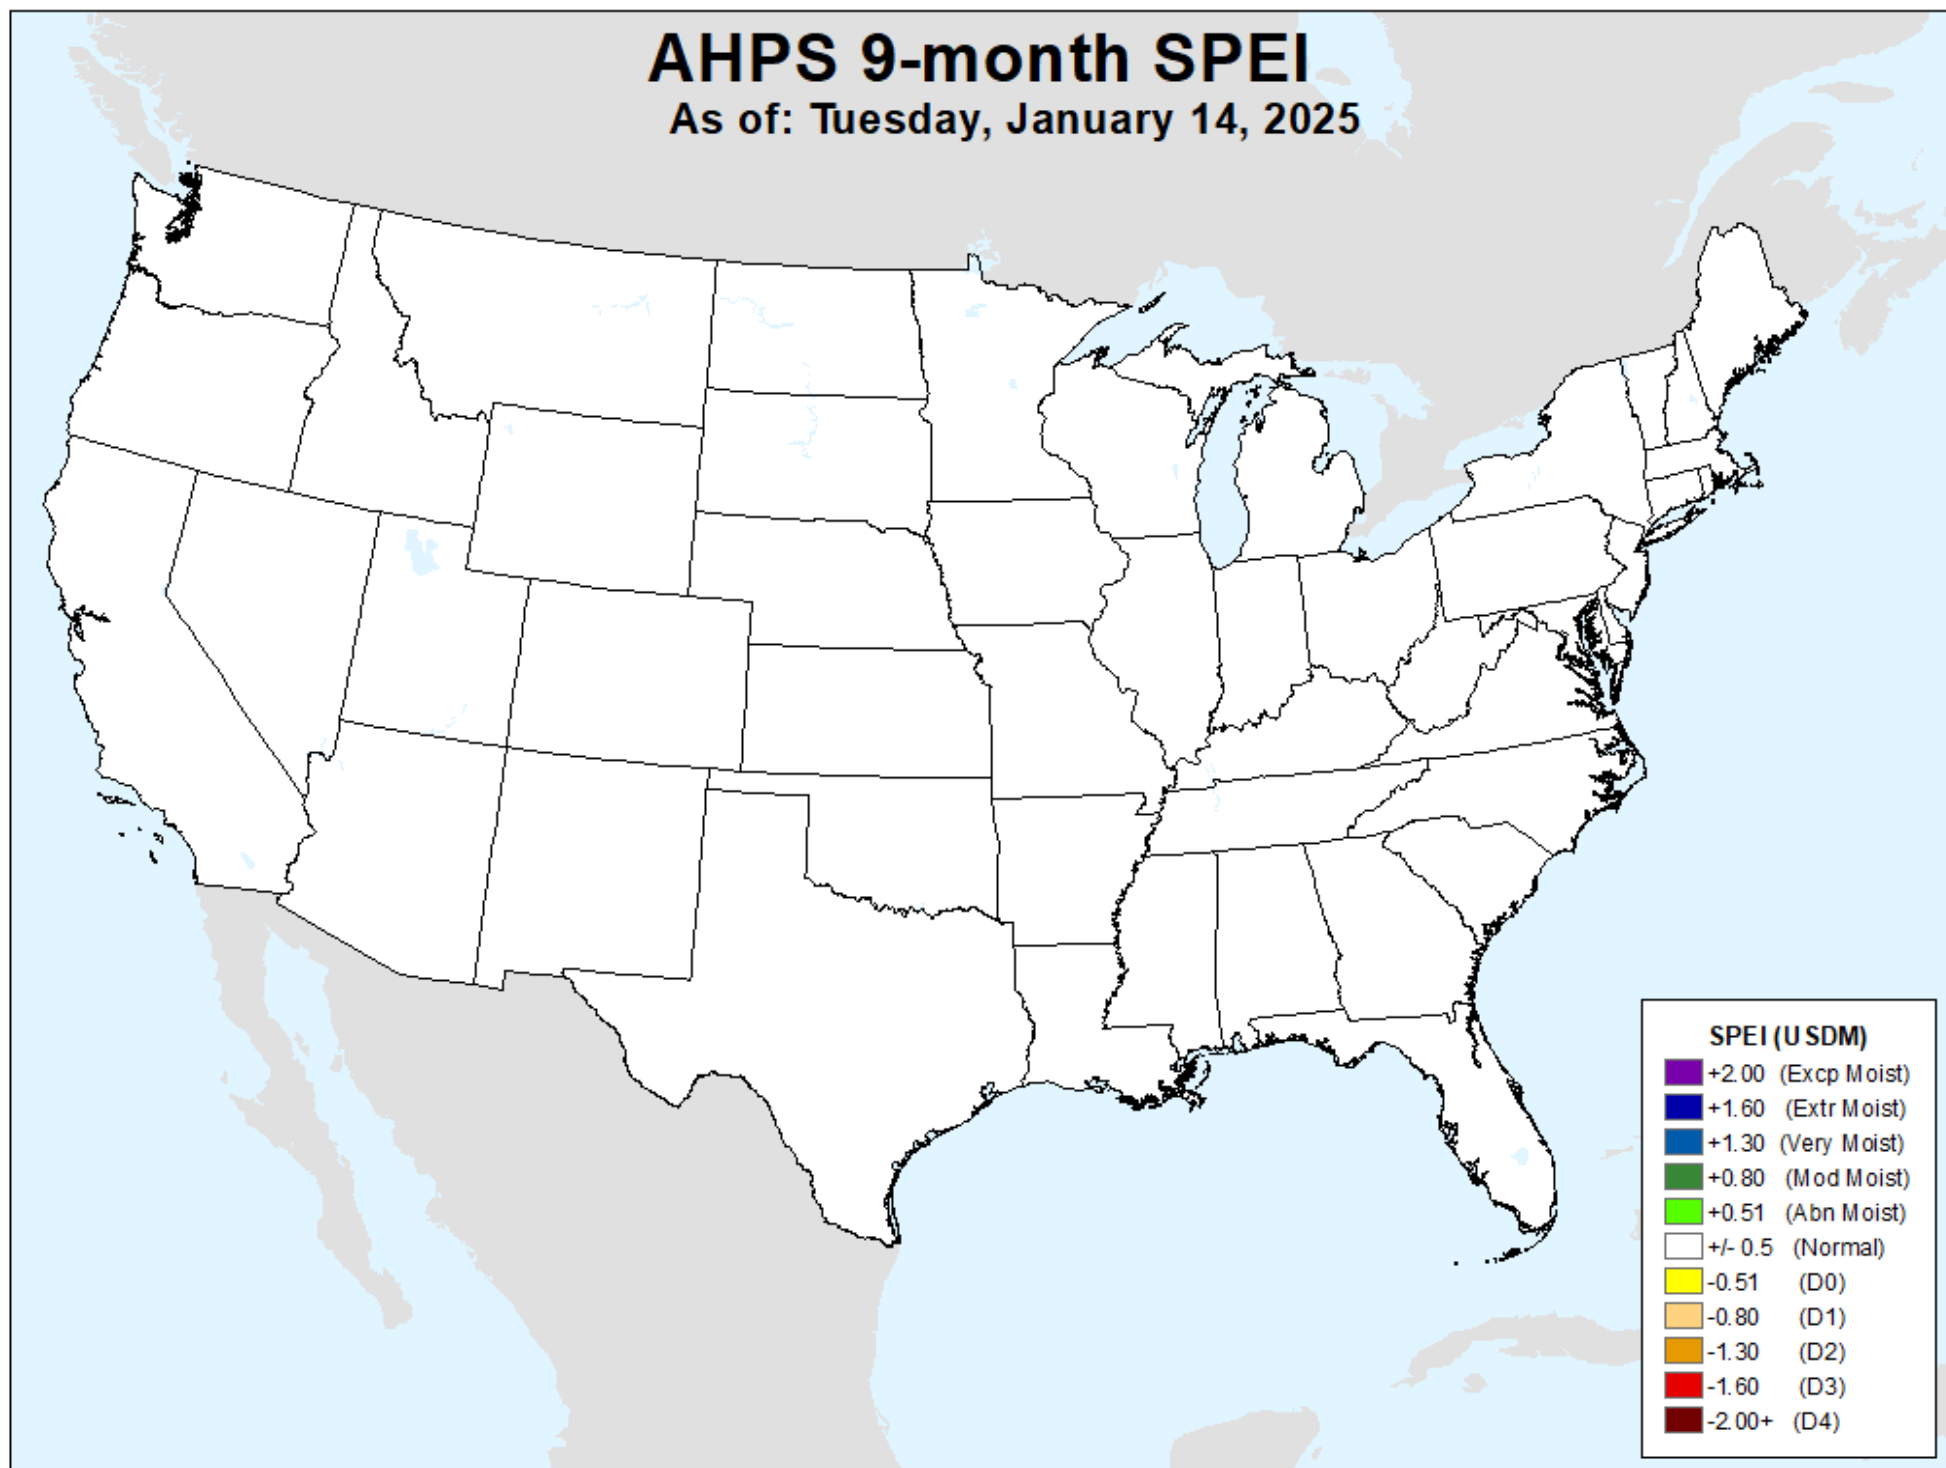 AHPS 9-month SPEI
As of: Tuesday, January 14, 2025
SPEI (USDM)
+2.00 (Excp Moist)
+1.60 (Extr Moist)
+1.30 (Very Moist)
+0.80 (Mod Moist)
+0.51 (Abn Moist)
+/- 0.5 (Normal)
-0.51 (D0)
-0.80 (D1)
-1.30 (D2)
-1.60 (D3)
-2.00+ (D4)